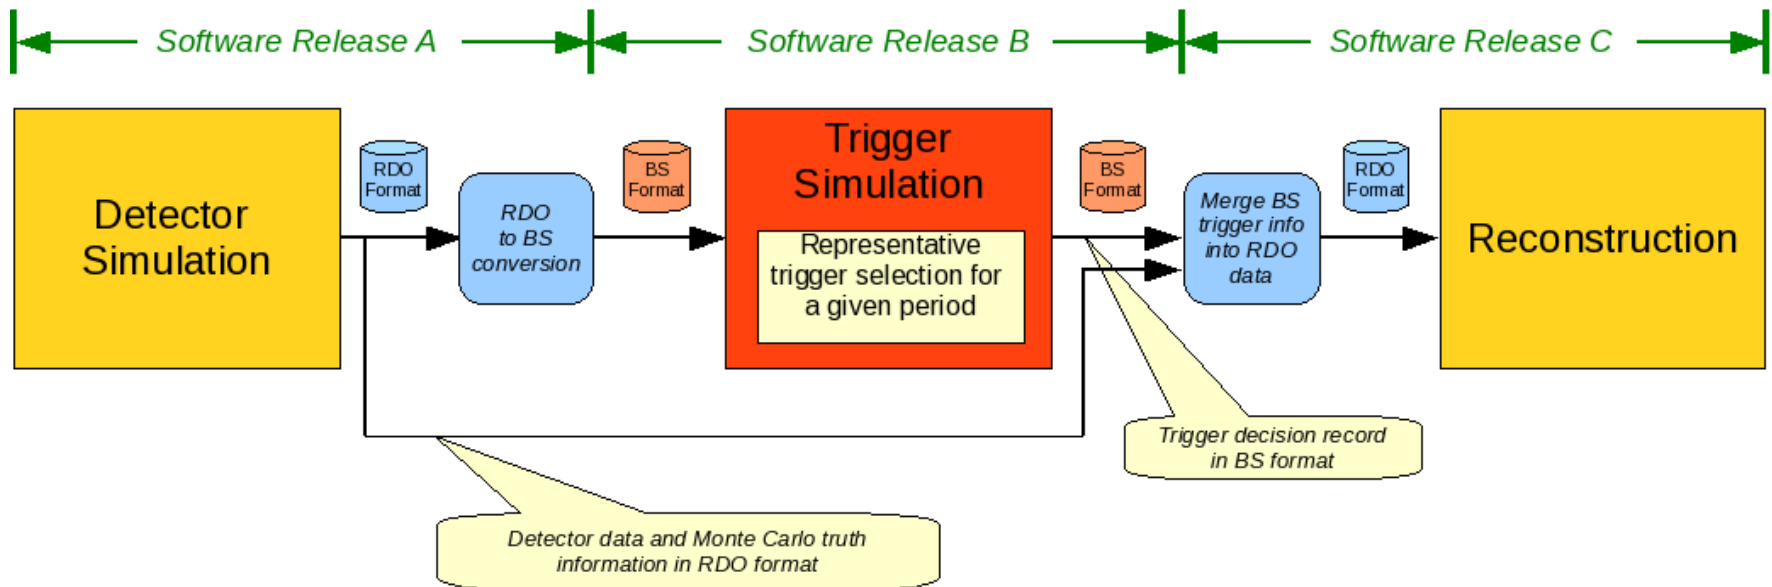 Software Release A
Software Release B
Software Release C
Detector
Simulation
RDO
Format
RDO
to BS
conversion
BS
Format
Trigger
Simulation
Representative
trigger selection for
a given period
BS
Format
Merge BS
trigger info
into RDO
data
RDO
Format
Reconstruction
Trigger decision record
in BS format
Detector data and Monte Carlo truth
information in RDO format